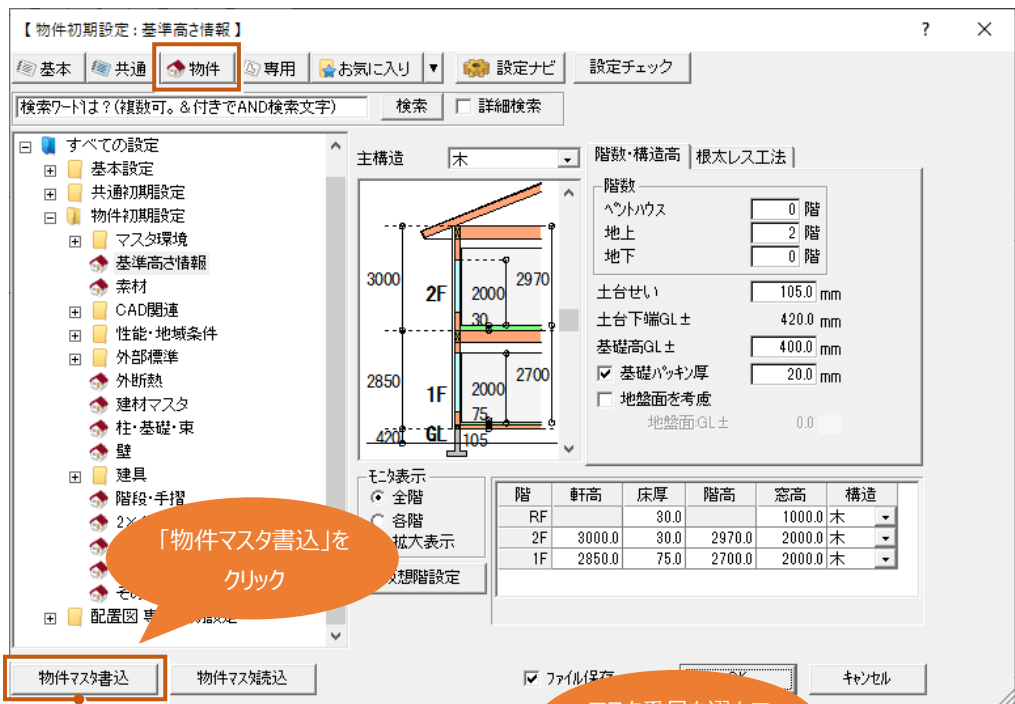 【 物件初期設定 : 基準高さ情報 】
?
基本 共通 物件 専用 お気に入り ▼ 設定ナビ 設定チェック
検索ワードは?(複数可。&付きでAND検索文字) 検索 詳細検索
すべての設定
基本設定
共通初期設定
物件初期設定
マスタ環境
基準高さ情報
素材
CAD関連
性能・地域条件
外部標準
外断熱
建材マスタ
柱・基礎・束
壁
建具
階段・手摺
配置図
主構造 木
3000
2F
2000
2970
30
2850
1F
2000
2700
75
420
GL
105
階数・構造高 根太レス工法
階数
ペントハウス 0 階
地上 2 階
地下 0 階
土台せい 105.0 mm
土台下端GL± 420.0 mm
基礎高GL± 400.0 mm
基礎パッキン厚 20.0 mm
地盤面を考慮
地盤面:GL± 0.0
モニタ表示
全階
各階
拡大表示
仮想階設定
階 軒高 床厚 階高 窓高 構造
RF 30.0 1000.0 木
2F 3000.0 30.0 2970.0 2000.0 木
1F 2850.0 75.0 2700.0 2000.0 木
「物件マスタ書込」を
クリック
物件マスタ書込 物件マスタ読込 ファイル保存 OK キャンセル